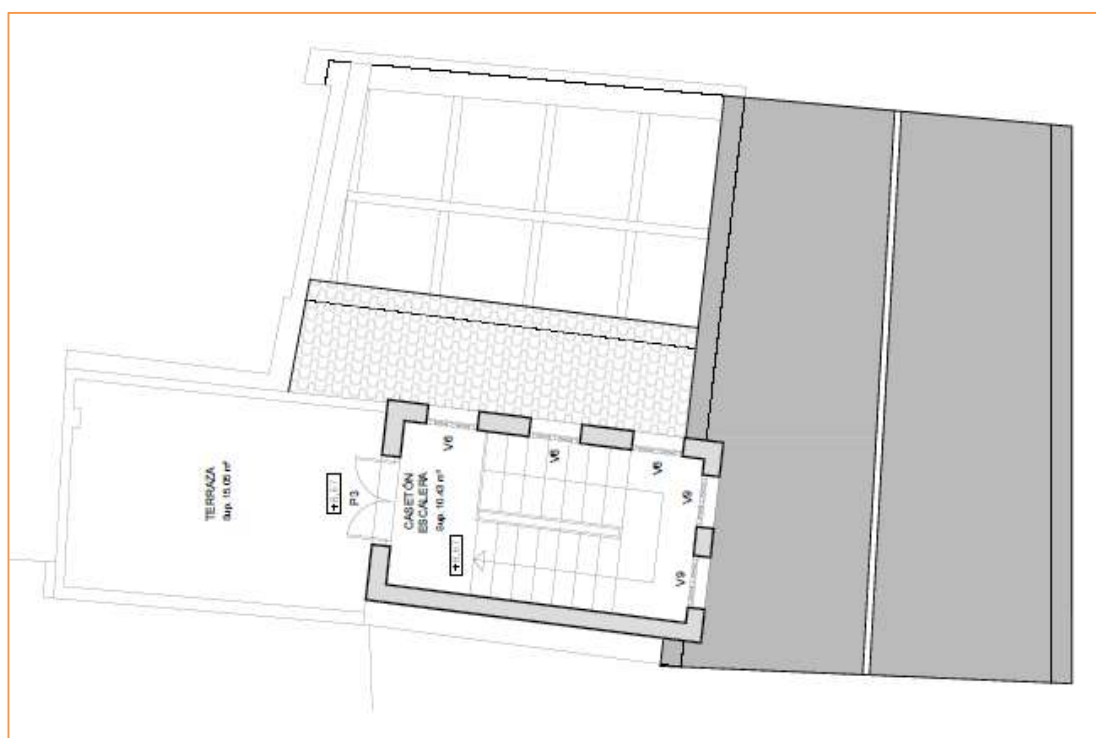 TERRAZA
Sup. 15.05 m²
P3
CASETÓN
ESCALERA
Sup. 10.43 m²
V6
V6
V6
V9
V9